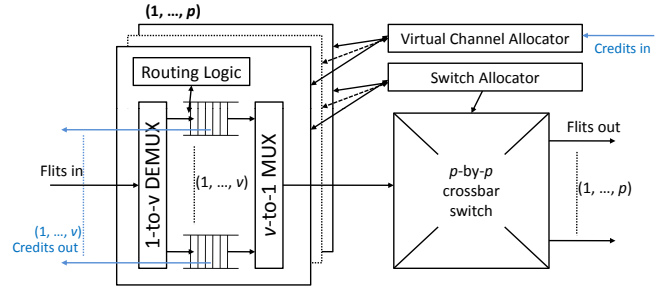 (1, ..., p)
Virtual Channel Allocator
Credits in
Routing Logic
Switch Allocator
Flits out
Flits in
1-to-v DEMUX
(1, ..., v)
v-to-1 MUX
p-by-p
crossbar
switch
(1, ..., p)
(1, ..., v)
Credits out